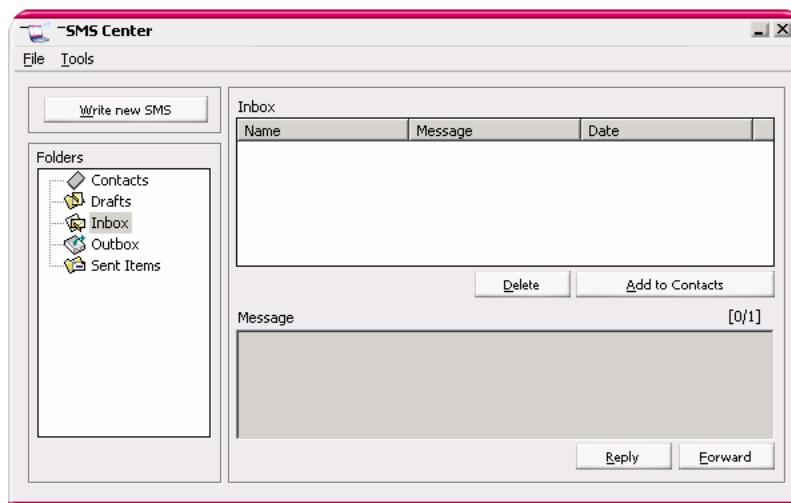 SMS Center
File Tools
Write new SMS
Folders
Contacts
Drafts
Inbox
Outbox
Sent Items
Inbox
Name Message Date
Delete Add to Contacts
Message [0/1]
Reply Forward